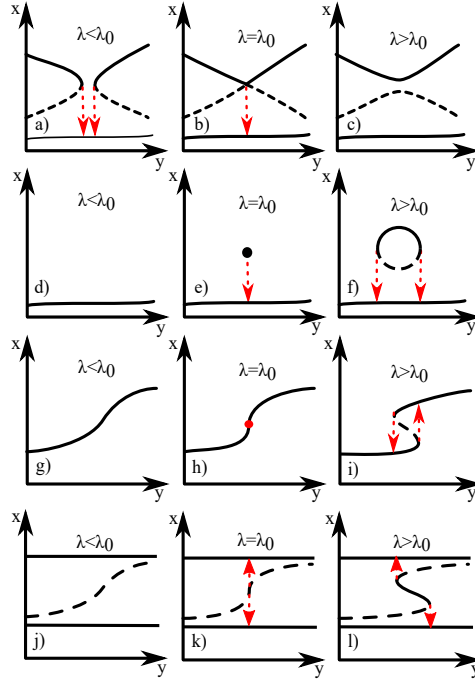 x λ<λ₀ a) y
x λ=λ₀ b) y
x λ>λ₀ c) y
x λ<λ₀ d) y
x λ=λ₀ e) y
x λ>λ₀ f) y
x λ<λ₀ g) y
x λ=λ₀ h) y
x λ>λ₀ i) y
x λ<λ₀ j) y
x λ=λ₀ k) y
x λ>λ₀ l) y